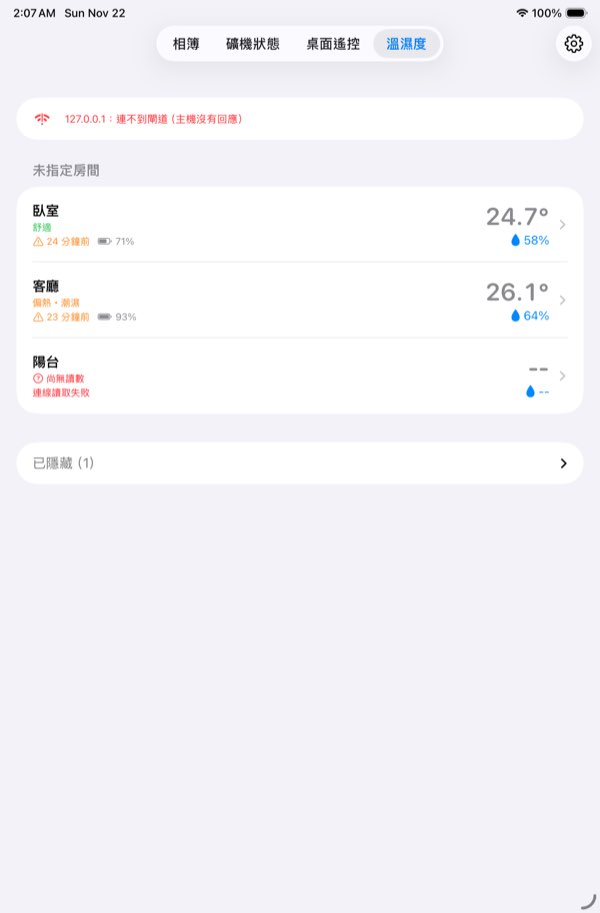 2:07 AM Sun Nov 22 100%
相簿 礦機狀態 桌面遙控 溫濕度
127.0.0.1：連不到閘道 (主機沒有回應)
未指定房間
臥室
24.7°
舒適
58%
24 分鐘前 71%
客廳
26.1°
偏熱・潮濕
64%
23 分鐘前 93%
陽台
--
尚無讀數
--
連線讀取失敗
已隱藏 (1)